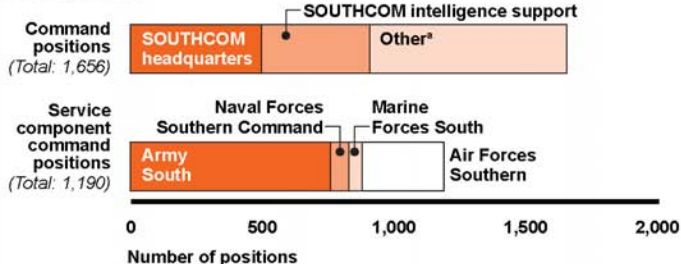 SOUTHCOM intelligence support
Command
positions
(Total: 1,656)
SOUTHCOM
headquarters
Otherᵃ
Service
component
command
positions
(Total: 1,190)
Naval Forces
Southern Command
Marine
Forces South
Army
South
Air Forces
Southern
0 500 1,000 1,500 2,000
Number of positions